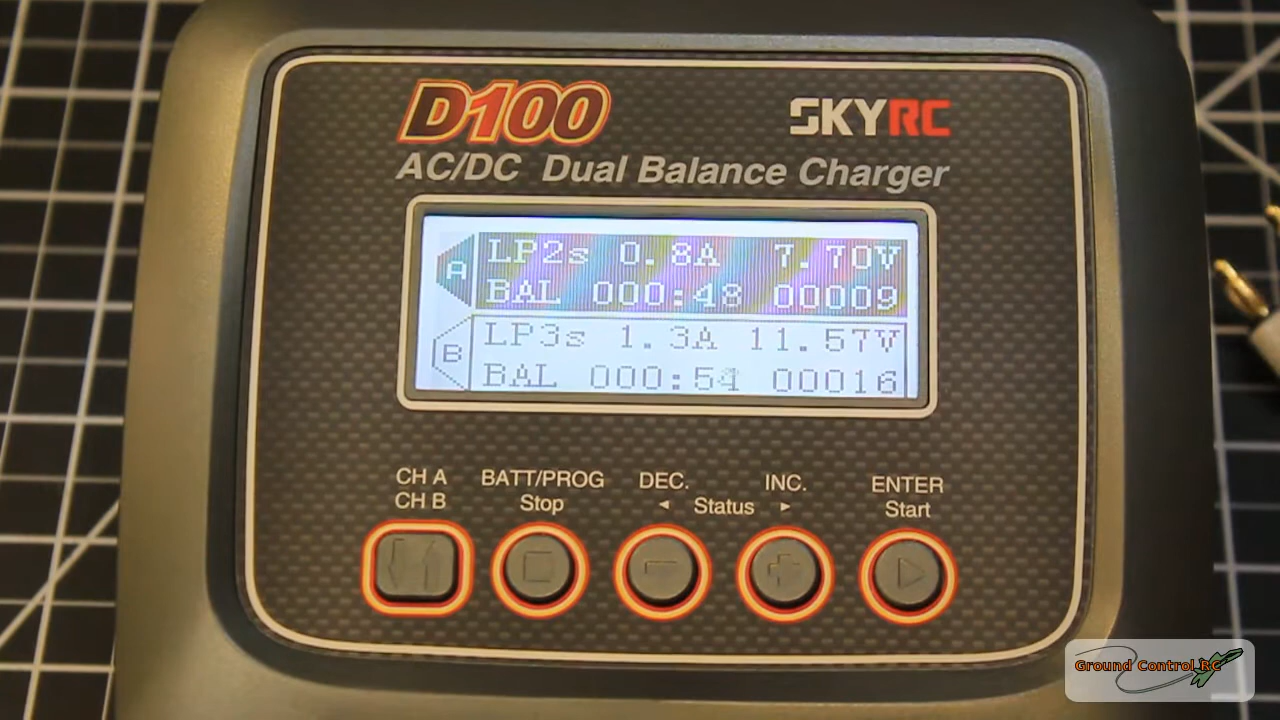 D100
SKYRC
AC/DC Dual Balance Charger
A
LP2s 0.8A 7.70V
BAL 000:48 00009
B
LP3s 1.3A 11.57V
BAL 000:54 00016
CH A
CH B
BATT/PROG
Stop
DEC.
INC.
◄ Status ►
ENTER
Start
Ground Control RC